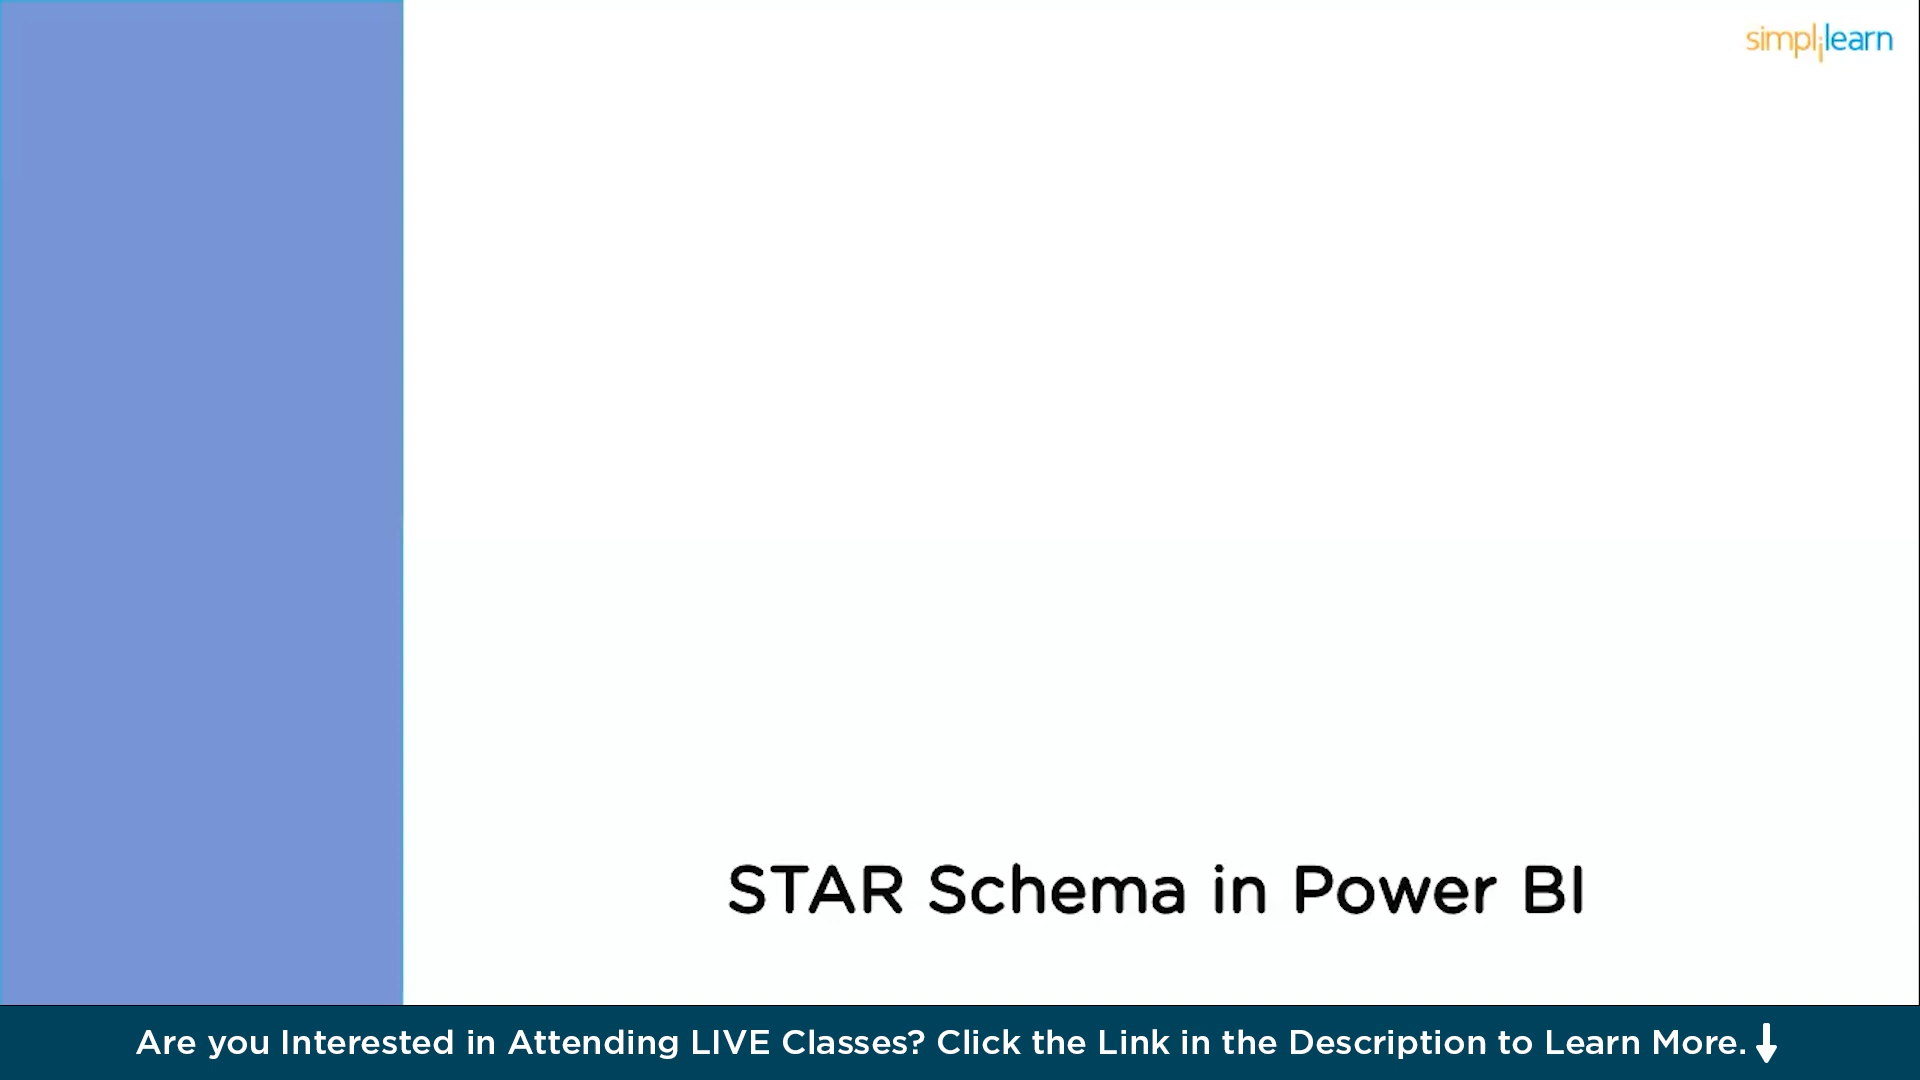 simplilearn
STAR Schema in Power BI
Are you Interested in Attending LIVE Classes? Click the Link in the Description to Learn More.